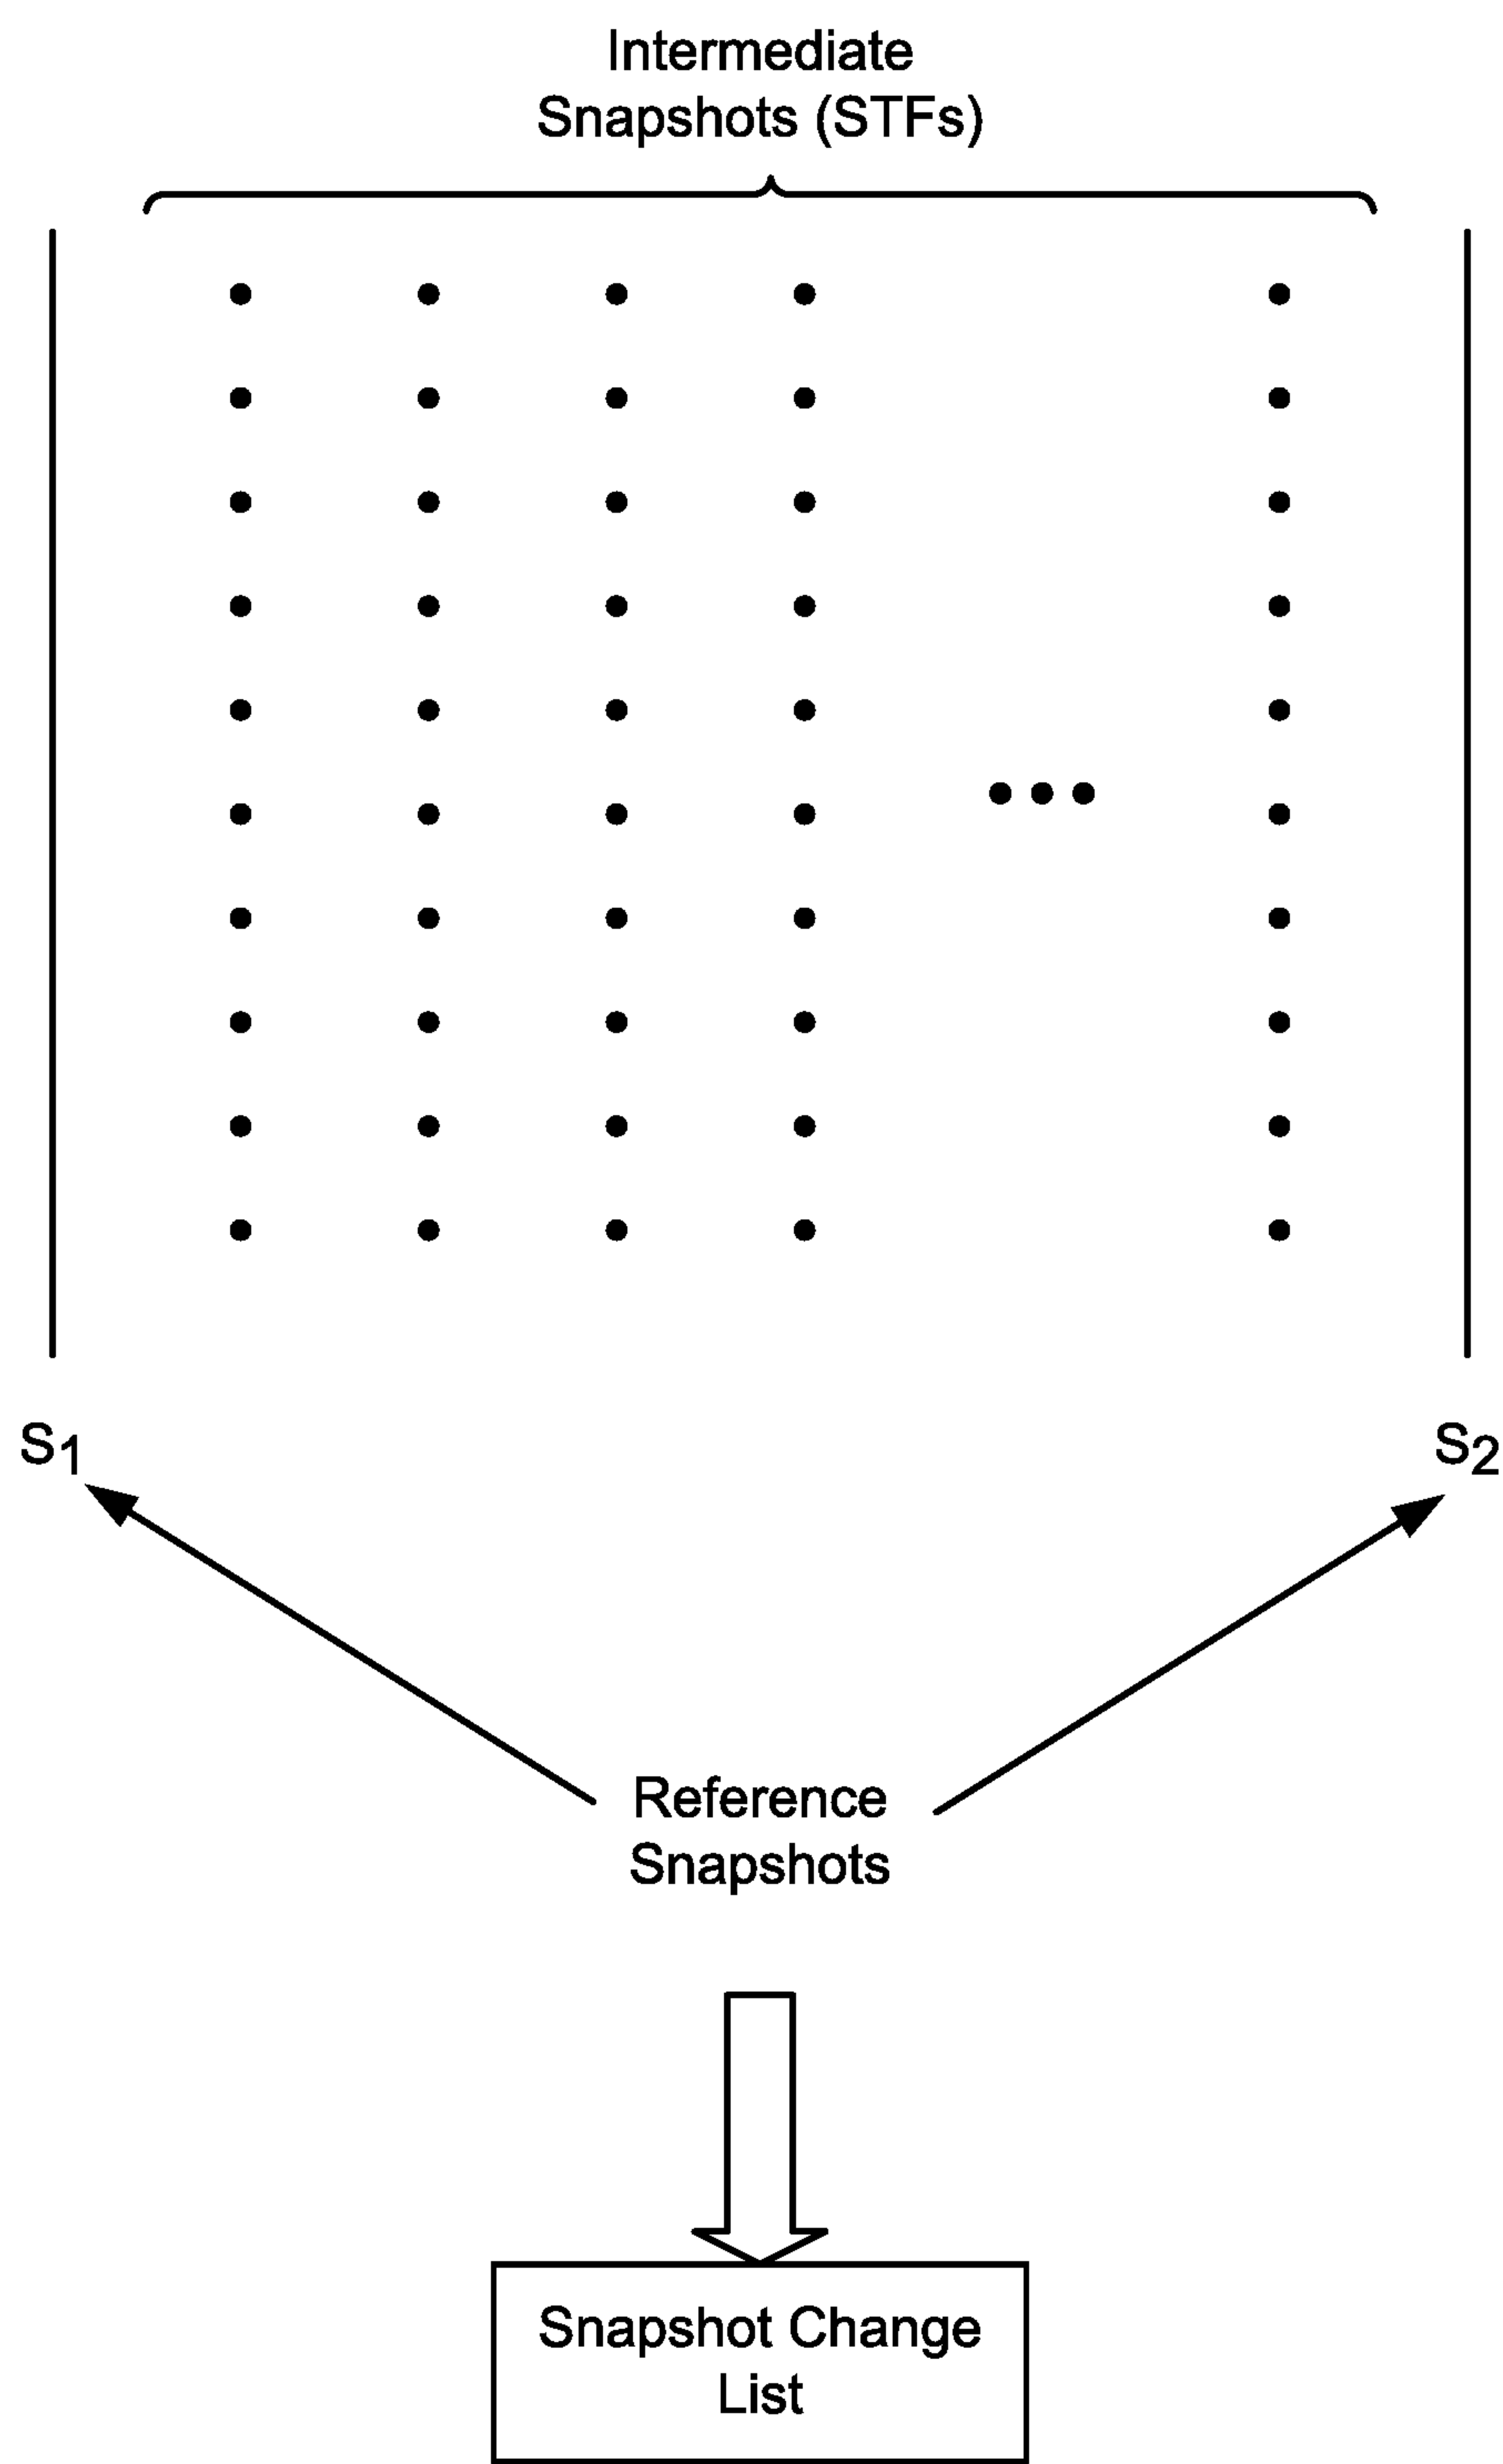 Intermediate
Snapshots (STFs)
S1
S2
Reference
Snapshots
Snapshot Change
List